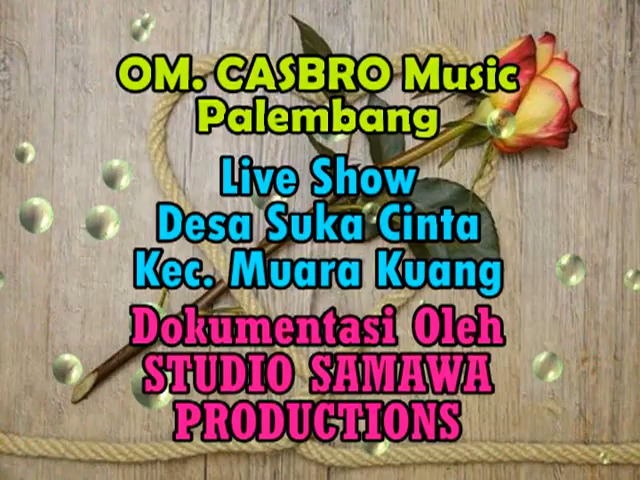 OM. CASBRO Music
Palembang
Live Show
Desa Suka Cinta
Kec. Muara Kuang
Dokumentasi Oleh
STUDIO SAMAWA
PRODUCTIONS